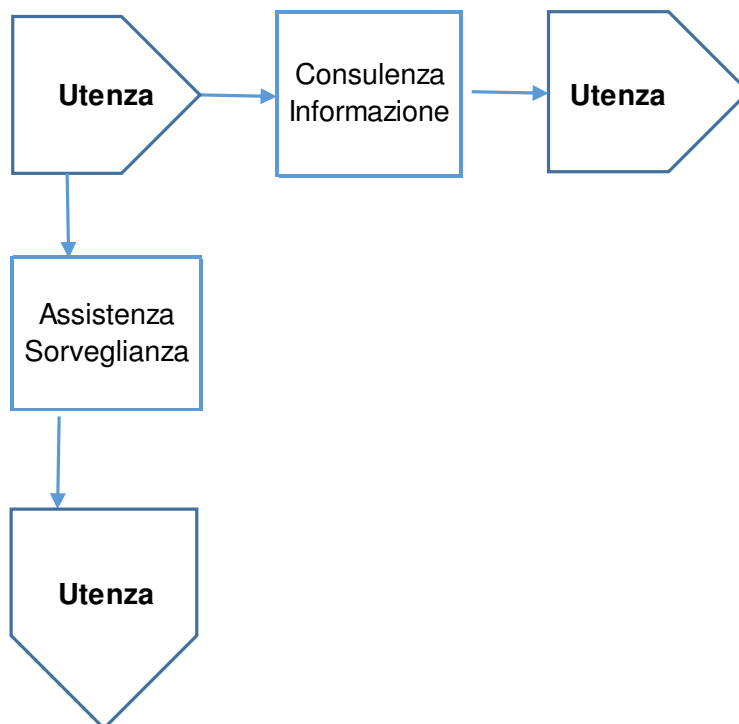 Utenza
Consulenza
Informazione
Utenza
Assistenza
Sorveglianza
Utenza